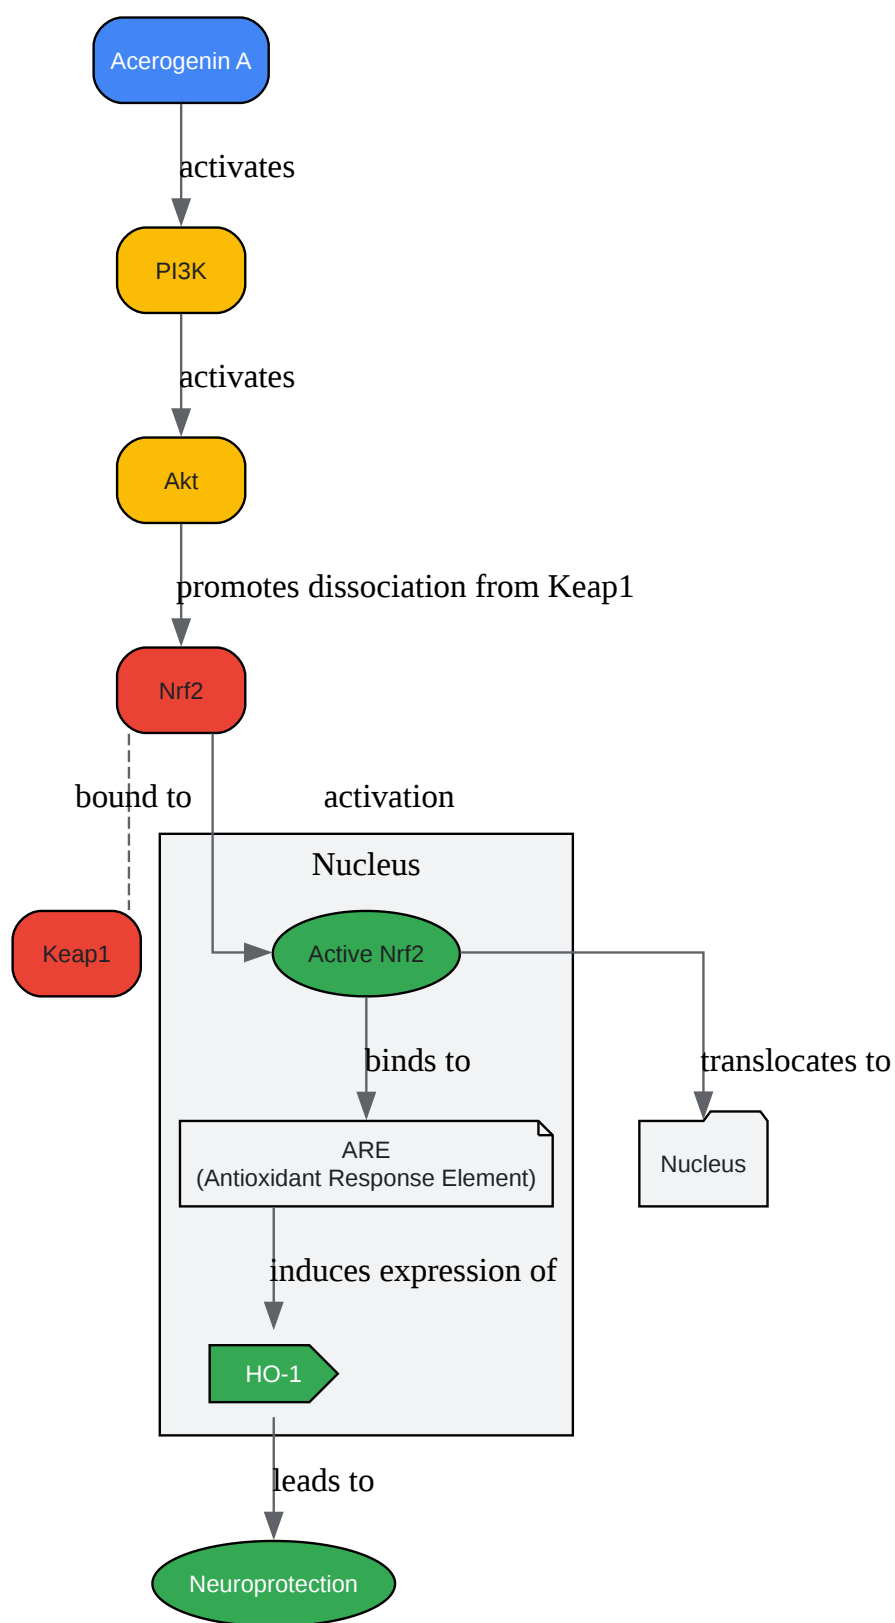 Acerogenin A
activates
PI3K
activates
Akt
promotes dissociation from Keap1
Nrf2
bound to
activation
Nucleus
Keap1
Active Nrf2
binds to
translocates to
ARE
(Antioxidant Response Element)
Nucleus
induces expression of
HO-1
leads to
Neuroprotection